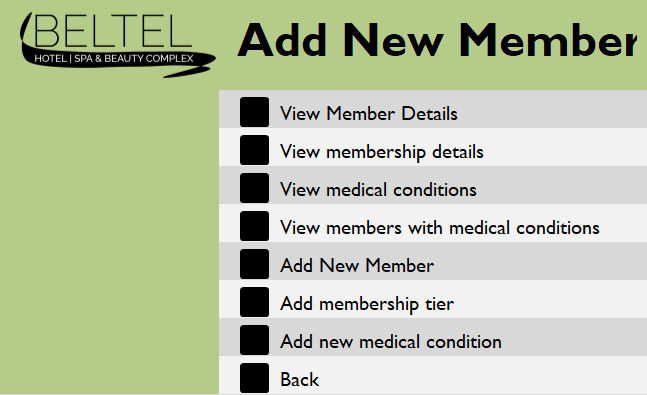 BELTEL
HOTEL | SPA & BEAUTY COMPLEX
Add New Member
View Member Details
View membership details
View medical conditions
View members with medical conditions
Add New Member
Add membership tier
Add new medical condition
Back